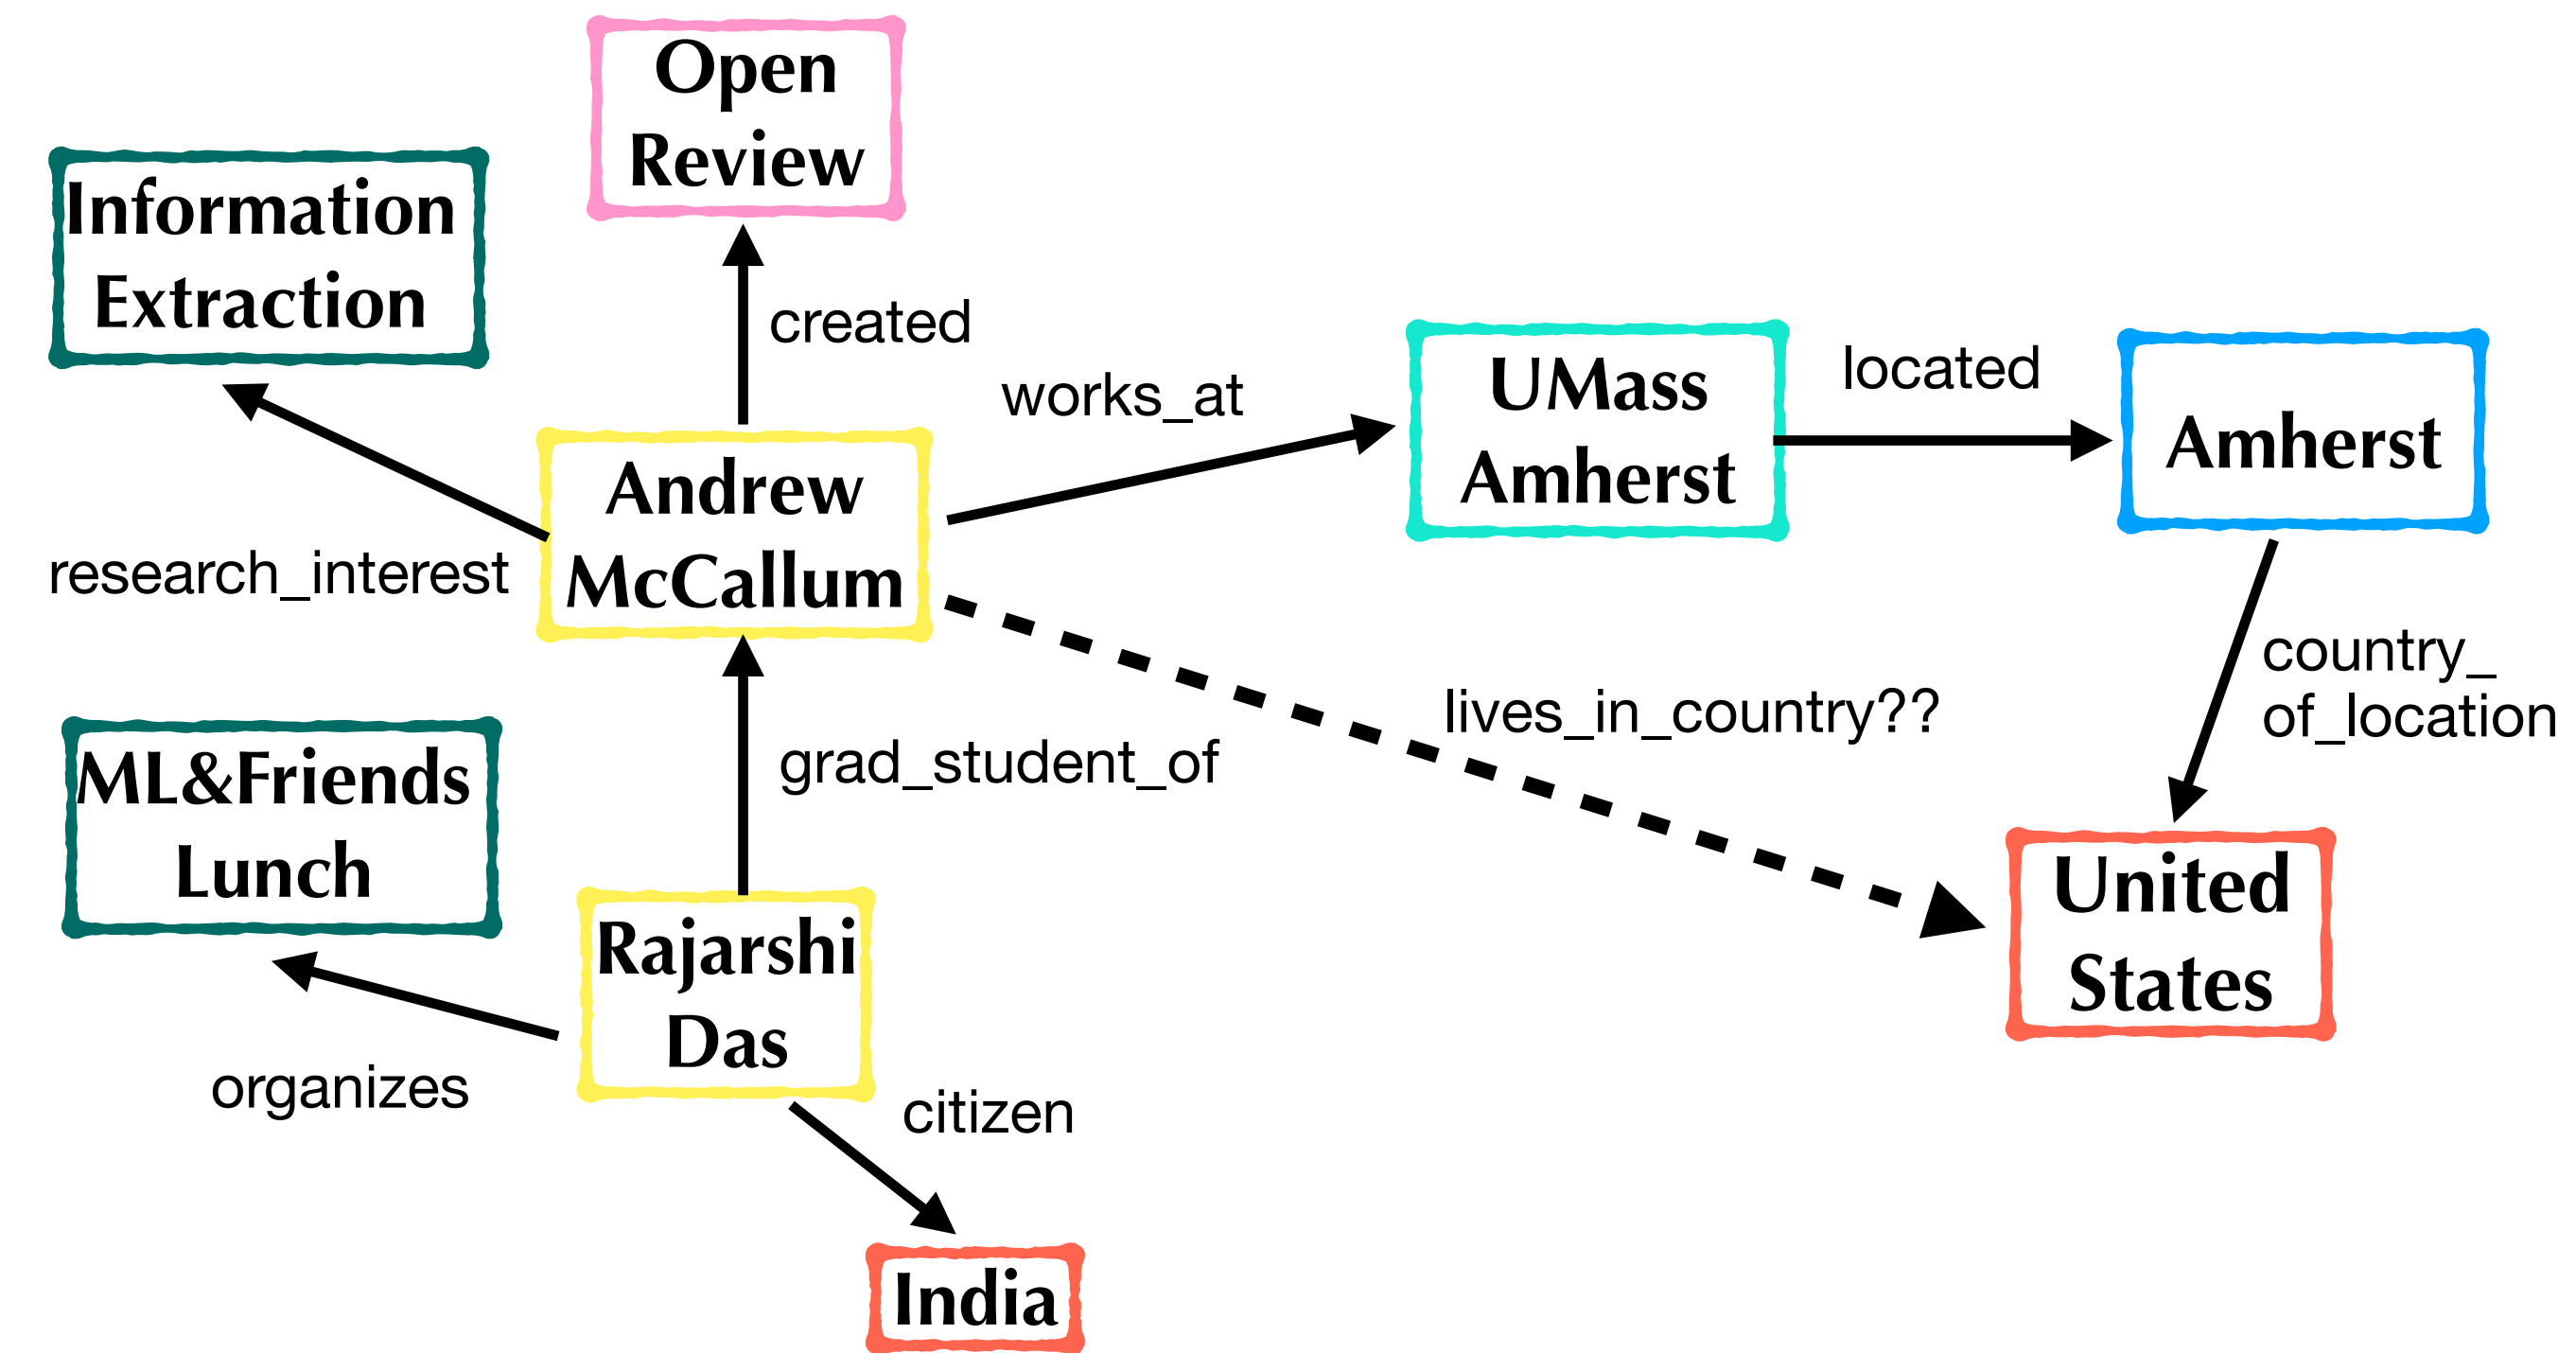 Open
Review
Information
Extraction
created
works_at
UMass
Amherst
located
Amherst
Andrew
McCallum
research_interest
lives_in_country??
country_
of_location
grad_student_of
ML&Friends
Lunch
United
States
Rajarshi
Das
organizes
citizen
India